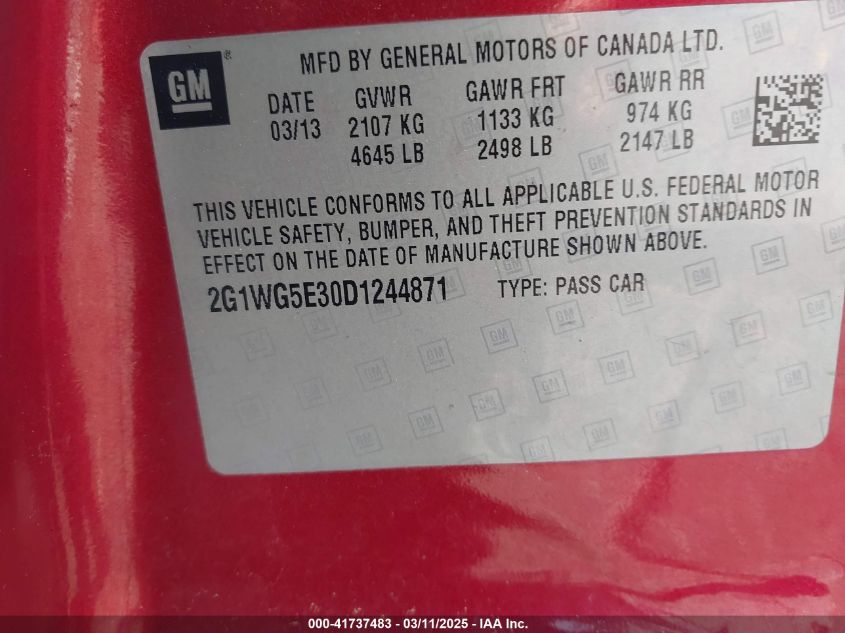 GM
MFD BY GENERAL MOTORS OF CANADA LTD.
DATE GVWR GAWR FRT GAWR RR
03/13 2107 KG 1133 KG 974 KG
4645 LB 2498 LB 2147 LB
THIS VEHICLE CONFORMS TO ALL APPLICABLE U.S. FEDERAL MOTOR
VEHICLE SAFETY, BUMPER, AND THEFT PREVENTION STANDARDS IN
EFFECT ON THE DATE OF MANUFACTURE SHOWN ABOVE.
2G1WG5E30D1244871 TYPE: PASS CAR
000-41737483 - 03/11/2025 - IAA Inc.